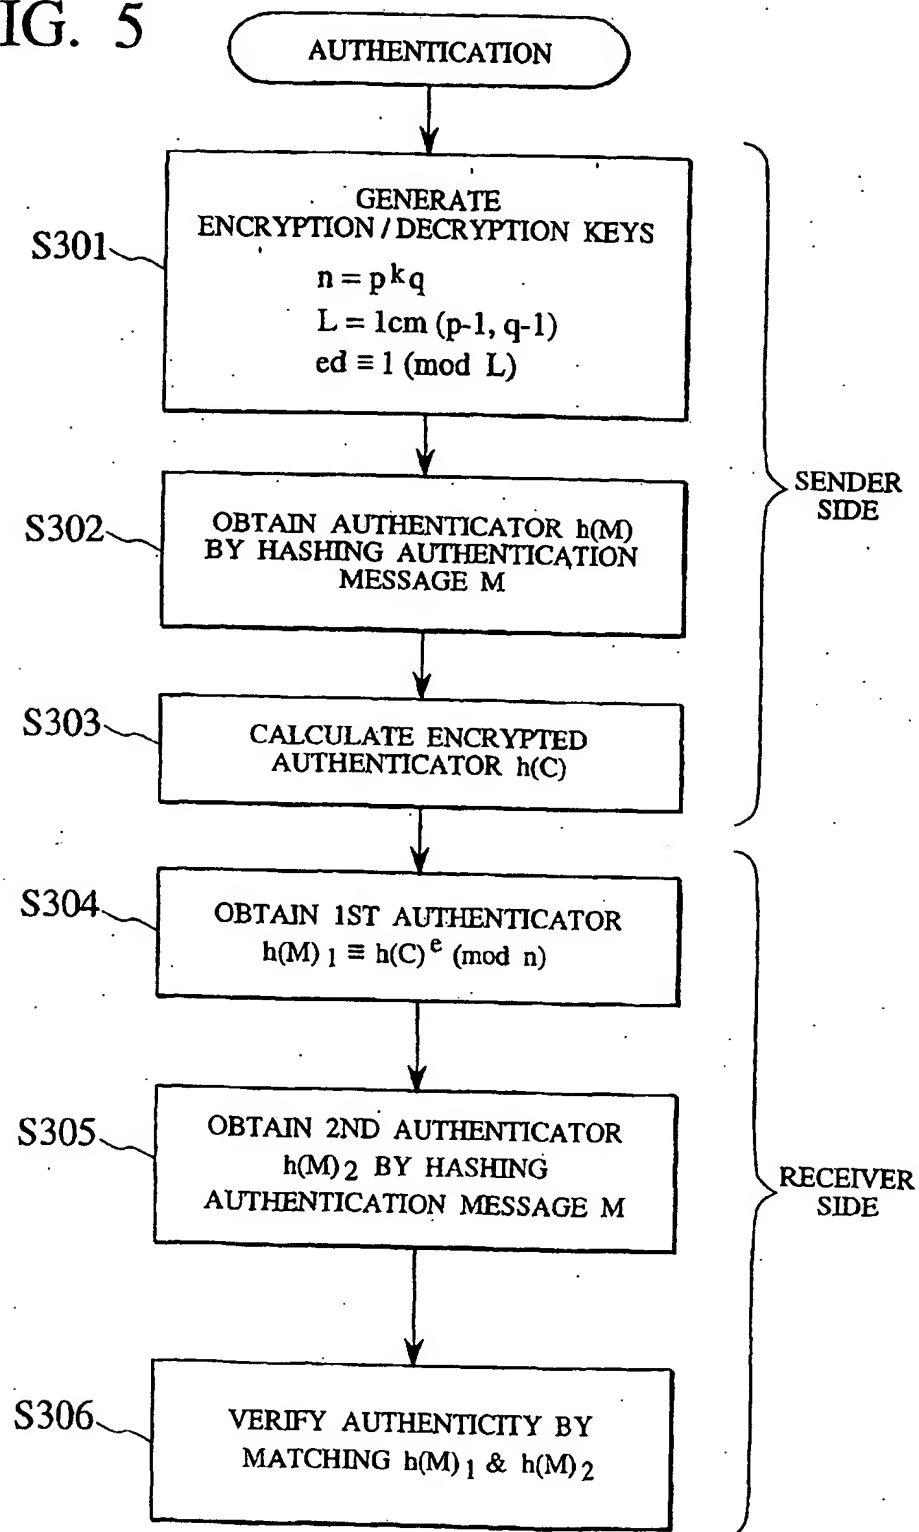 IG. 5
AUTHENTICATION
S301
GENERATE
ENCRYPTION / DECRYPTION KEYS
n = p^k q
L = 1cm (p-1, q-1)
ed ≡ 1 (mod L)
S302
OBTAIN AUTHENTICATOR h(M)
BY HASHING AUTHENTICATION
MESSAGE M
SENDER
SIDE
S303
CALCULATE ENCRYPTED
AUTHENTICATOR h(C)
S304
OBTAIN 1ST AUTHENTICATOR
h(M)₁ ≡ h(C)^e (mod n)
S305
OBTAIN 2ND AUTHENTICATOR
h(M)₂ BY HASHING
AUTHENTICATION MESSAGE M
RECEIVER
SIDE
S306
VERIFY AUTHENTICITY BY
MATCHING h(M)₁ & h(M)₂